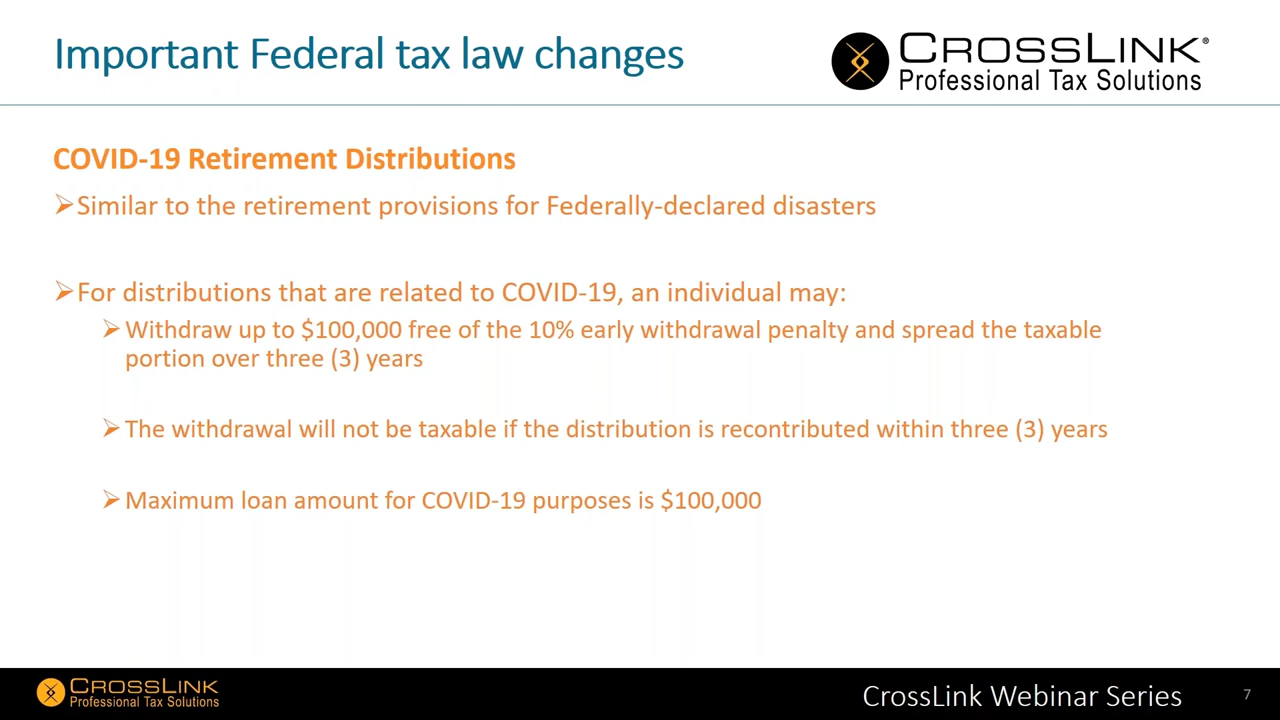 Important Federal tax law changes
CROSSLINK®
Professional Tax Solutions
COVID-19 Retirement Distributions
Similar to the retirement provisions for Federally-declared disasters
For distributions that are related to COVID-19, an individual may:
Withdraw up to $100,000 free of the 10% early withdrawal penalty and spread the taxable
portion over three (3) years
The withdrawal will not be taxable if the distribution is recontributed within three (3) years
Maximum loan amount for COVID-19 purposes is $100,000
CROSSLINK
Professional Tax Solutions
CrossLink Webinar Series
7